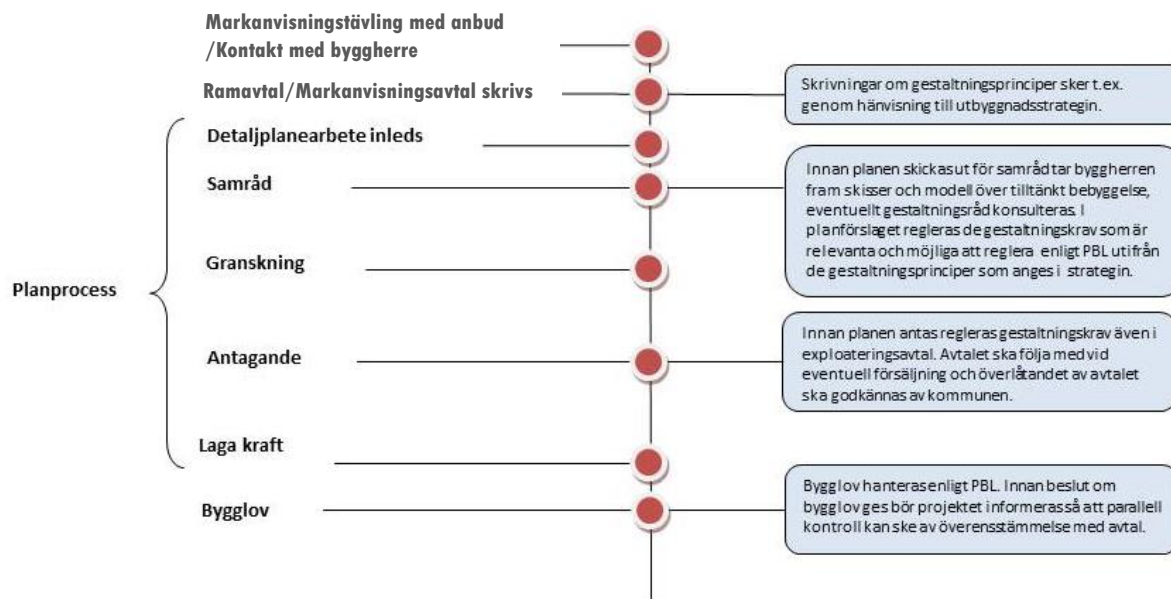 Markanvisningstävling med anbud
/Kontakt med byggherre
Ramavtal/Markanvisningsavtal skrivs
Skrivningar om gestaltningsprinciper sker t.ex.
genom hänvisning till utbyggnadsstrategin.
Detaljplanearbete inleds
Samråd
Innan planen skickas ut för samråd tar byggherren
fram skisser och modell över tilltänkt bebyggelse,
eventuellt gestaltningsråd konsulteras. I
planförslaget regleras de gestaltningskrav som är
relevanta och möjliga att reglera enligt PBL utifrån
de gestaltningsprinciper som anges i strategin.
Granskning
Planprocess
Antagande
Innan planen antas regleras gestaltningskrav även i
exploateringsavtal. Avtalet ska följa med vid
eventuell försäljning och överlåtandet av avtalet
ska godkännas av kommunen.
Laga kraft
Bygglov
Bygglov hanteras enligt PBL. Innan beslut om
bygglov ges bör projektet informeras så att parallell
kontroll kan ske av överensstämmelse med avtal.